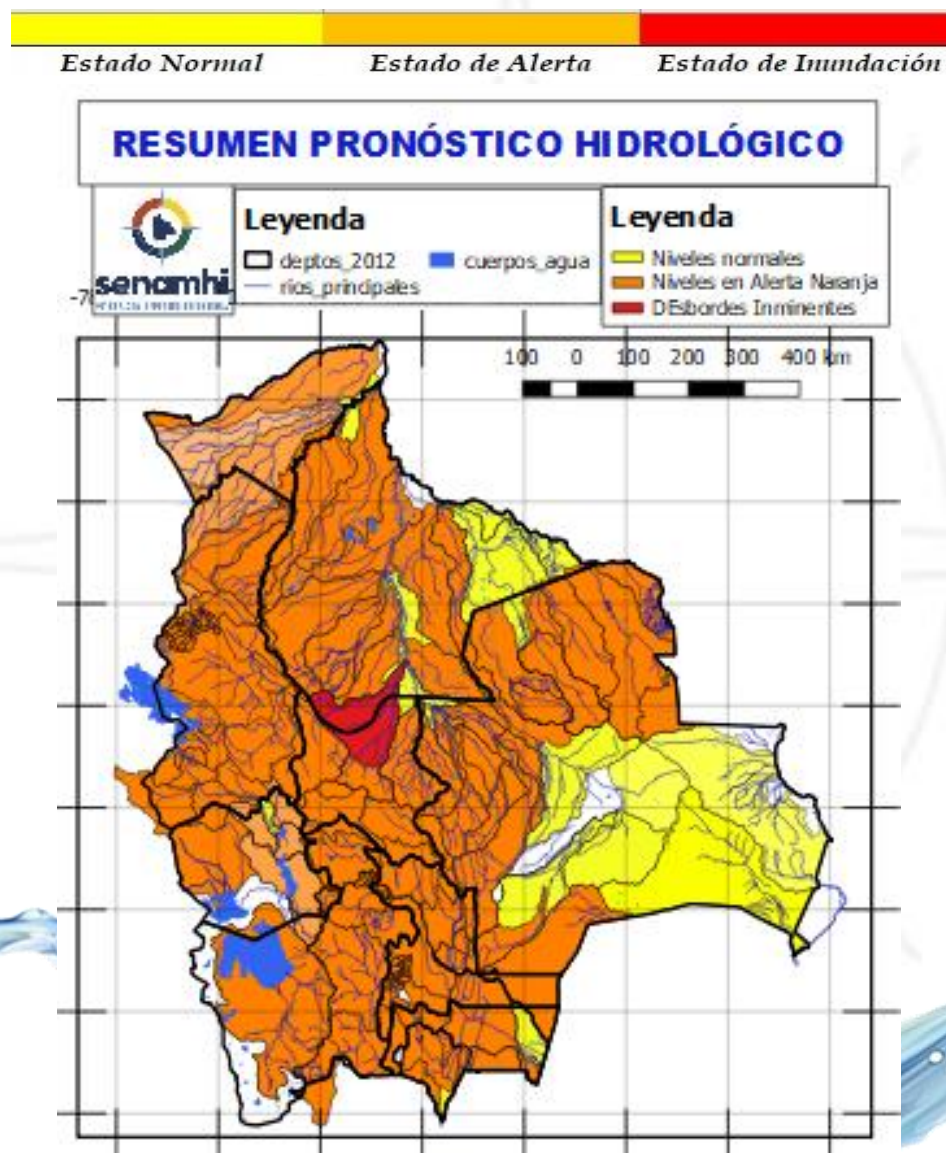 Estado Normal Estado de Alerta Estado de Inundación
RESUMEN PRONÓSTICO HIDROLÓGICO
senamhi
Leyenda
deptos_2012 cuerpos_agua
rios_principales
Leyenda
Niveles normales
Niveles en Alerta Naranja
DEsbordes Inminentes
100 0 100 200 300 400 km